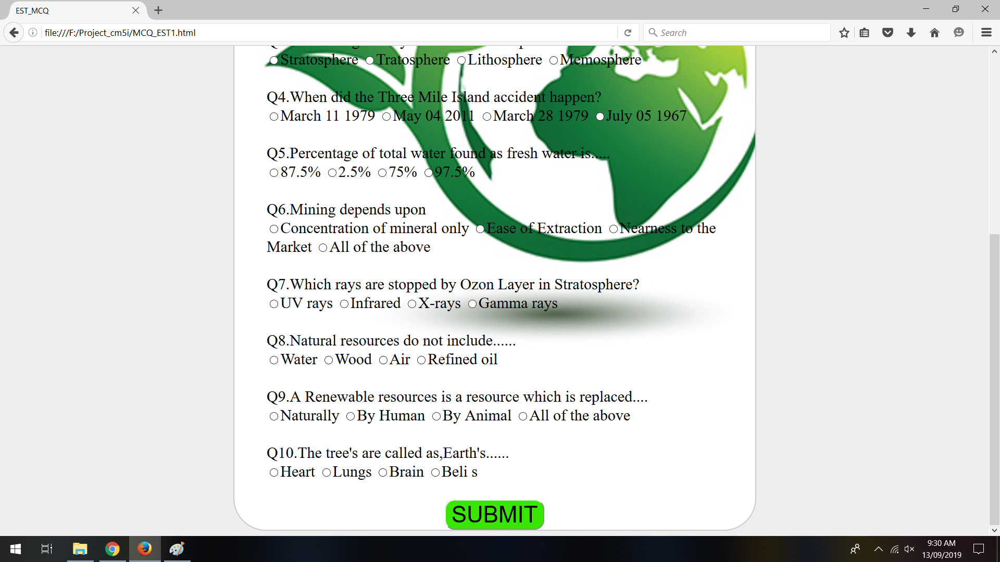 EST_MCQ
file:///F:/Project_cm5i/MCQ_EST1.html
Search
Stratosphere Tratosphere Lithosphere Memosphere
Q4.When did the Three Mile Island accident happen?
March 11 1979 May 04 2011 March 28 1979 July 05 1967
Q5.Percentage of total water found as fresh water is.....
87.5% 2.5% 75% 97.5%
Q6.Mining depends upon
Concentration of mineral only Ease of Extraction Nearness to the
Market All of the above
Q7.Which rays are stopped by Ozon Layer in Stratosphere?
UV rays Infrared X-rays Gamma rays
Q8.Natural resources do not include......
Water Wood Air Refined oil
Q9.A Renewable resources is a resource which is replaced....
Naturally By Human By Animal All of the above
Q10.The tree's are called as,Earth's......
Heart Lungs Brain Beli s
SUBMIT
9:30 AM
13/09/2019